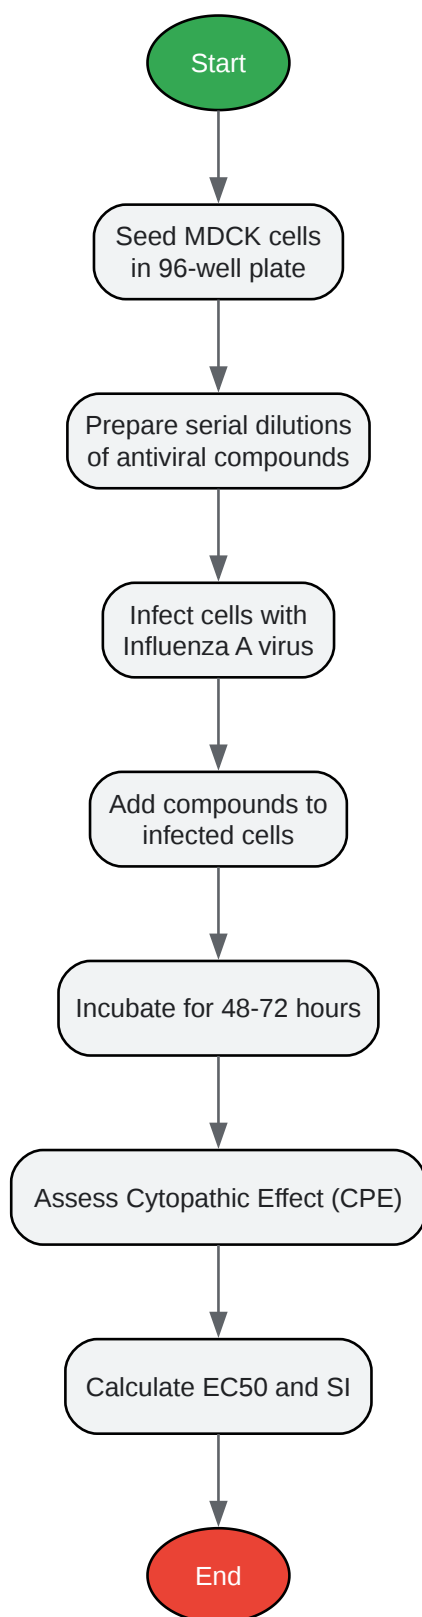 Start
Seed MDCK cells
in 96-well plate
Prepare serial dilutions
of antiviral compounds
Infect cells with
Influenza A virus
Add compounds to
infected cells
Incubate for 48-72 hours
Assess Cytopathic Effect (CPE)
Calculate EC50 and SI
End